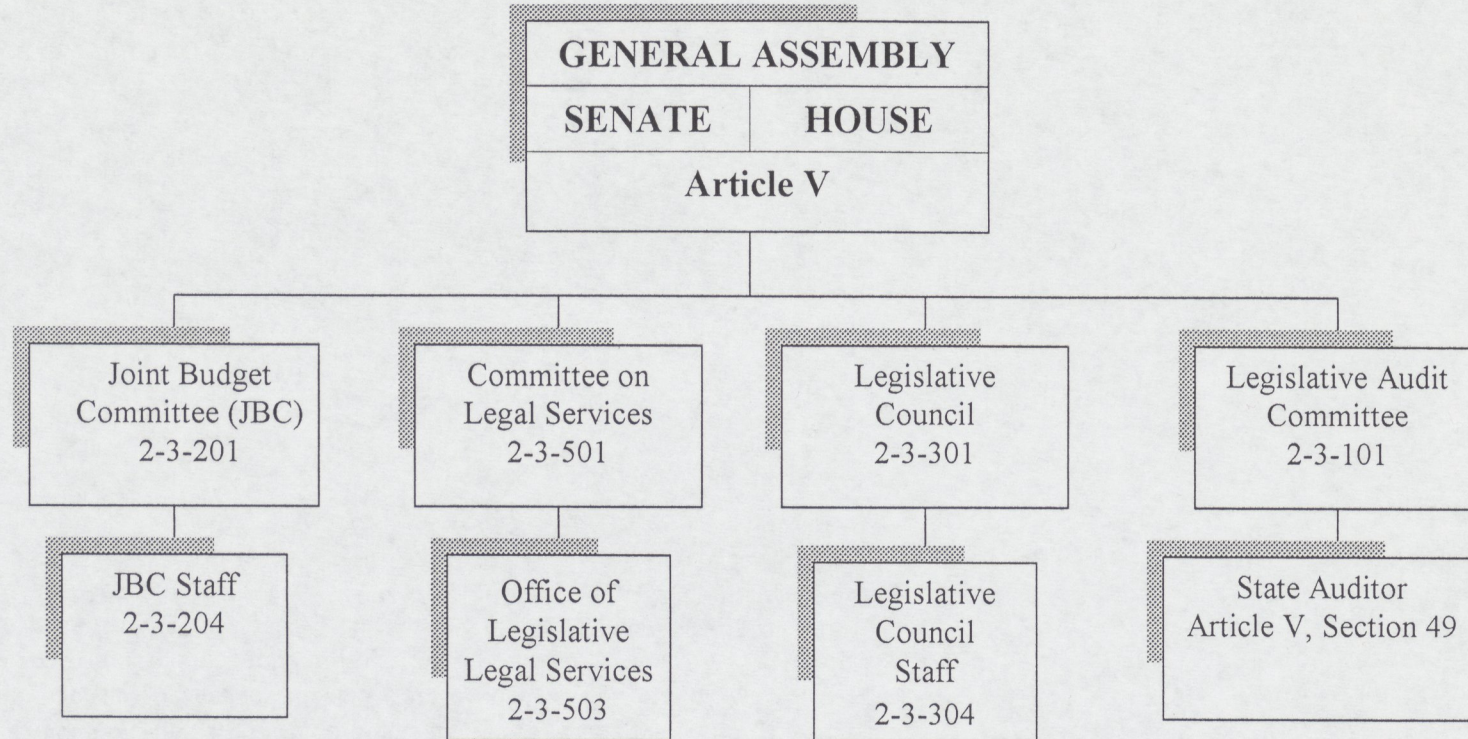 GENERAL ASSEMBLY
SENATE HOUSE
Article V
Joint Budget
Committee (JBC)
2-3-201
Committee on
Legal Services
2-3-501
Legislative
Council
2-3-301
Legislative Audit
Committee
2-3-101
JBC Staff
2-3-204
Office of
Legislative
Legal Services
2-3-503
Legislative
Council
Staff
2-3-304
State Auditor
Article V, Section 49